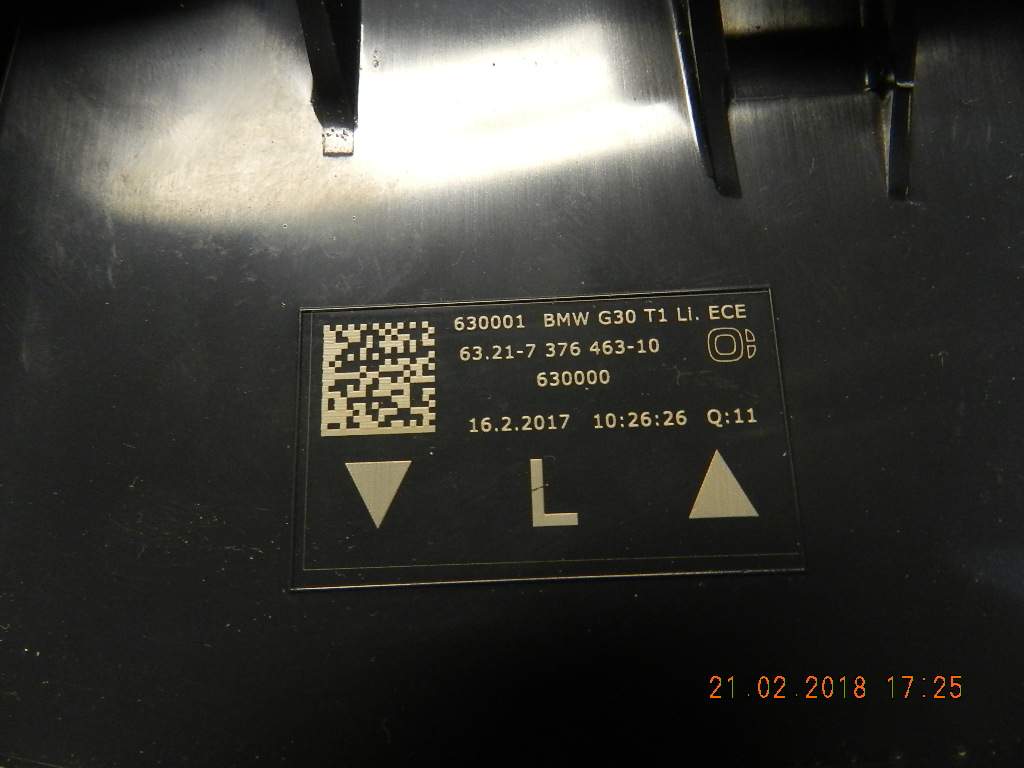 630001 BMW G30 T1 Li. ECE
63.21-7 376 463-10
630000
16.2.2017 10:26:26 Q:11
L
21.02.2018 17:25